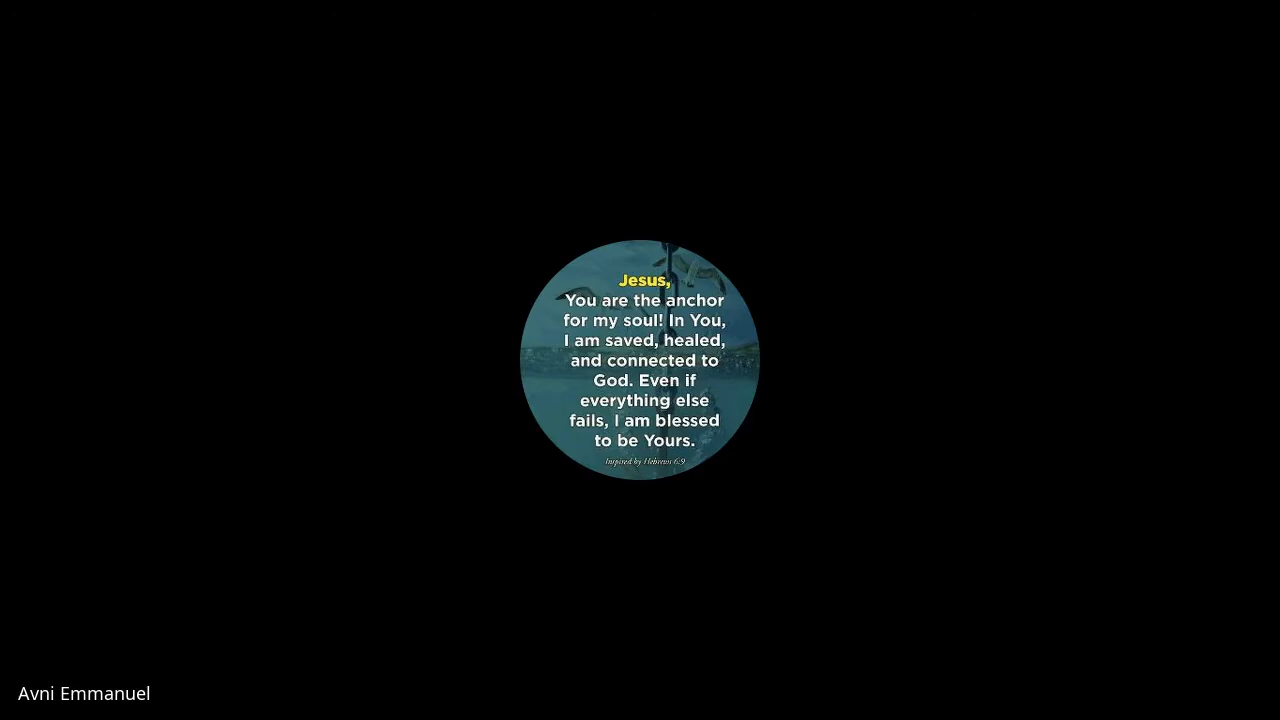 Jesus,
You are the anchor
for my soul! In You,
I am saved, healed,
and connected to
God. Even if
everything else
fails, I am blessed
to be Yours.
Inspired by Hebrews 6:9
Avni Emmanuel